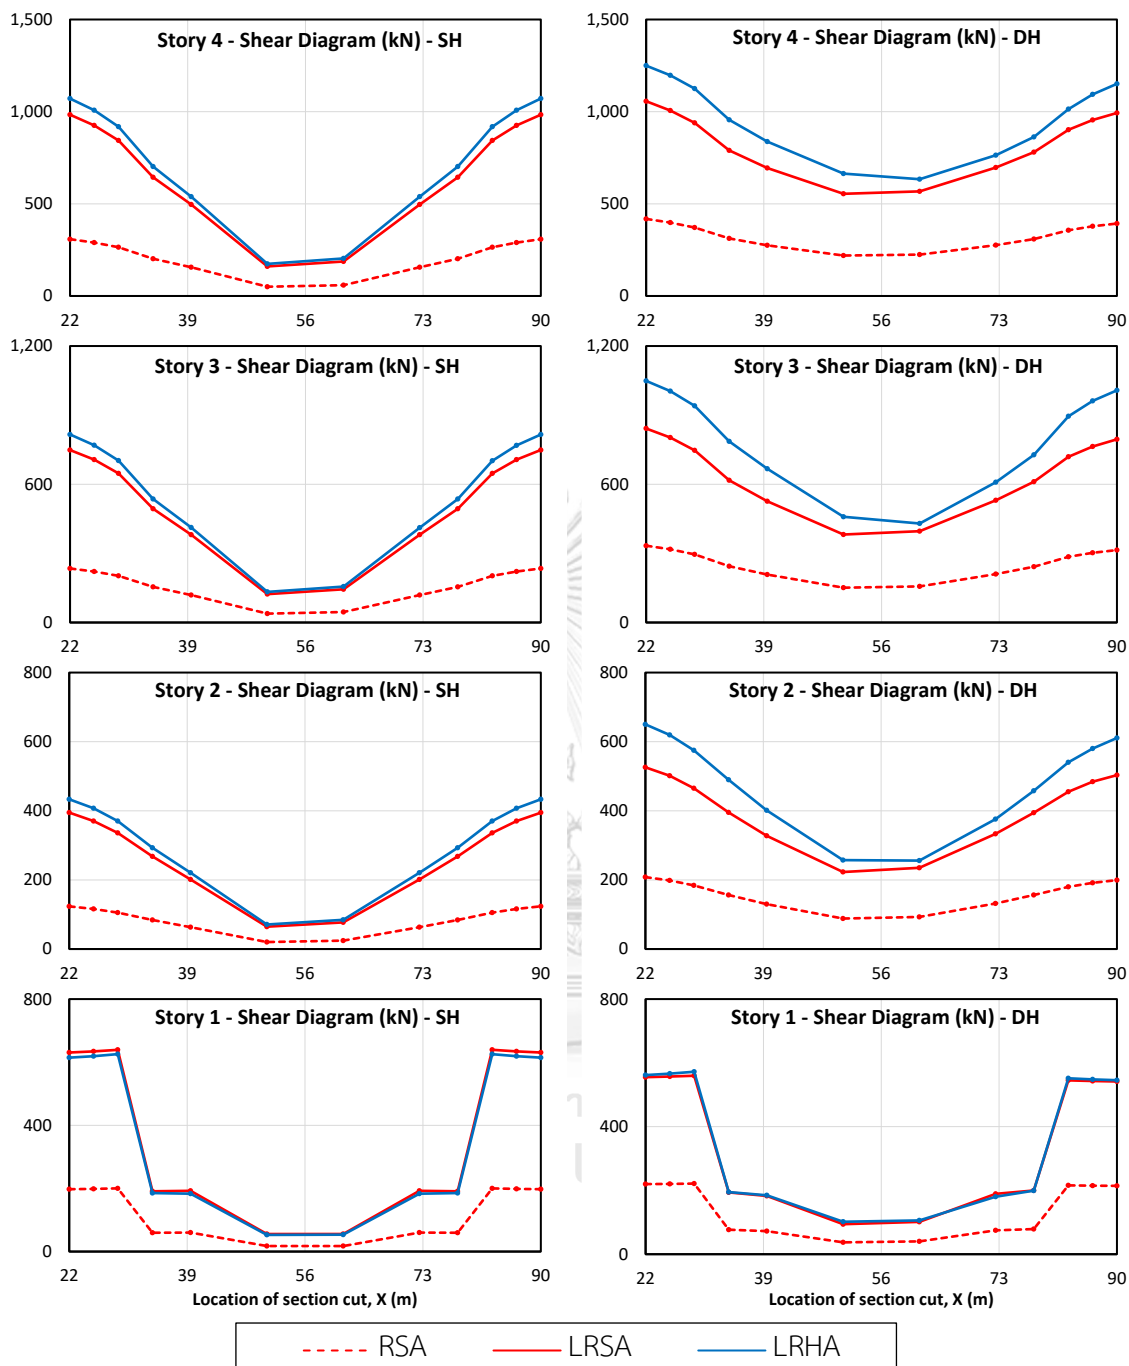 Story 4 - Shear Diagram (kN) - SH
1,500
1,000
500
0
22 39 56 73 90
Story 4 - Shear Diagram (kN) - DH
1,500
1,000
500
0
22 39 56 73 90
Story 3 - Shear Diagram (kN) - SH
1,200
600
0
22 39 56 73 90
Story 3 - Shear Diagram (kN) - DH
1,200
600
0
22 39 56 73 90
Story 2 - Shear Diagram (kN) - SH
800
600
400
200
0
22 39 56 73 90
Story 2 - Shear Diagram (kN) - DH
800
600
400
200
0
22 39 56 73 90
Story 1 - Shear Diagram (kN) - SH
800
400
0
22 39 56 73 90
Location of section cut, X (m)
Story 1 - Shear Diagram (kN) - DH
800
400
0
22 39 56 73 90
Location of section cut, X (m)
RSA LRSA LRHA